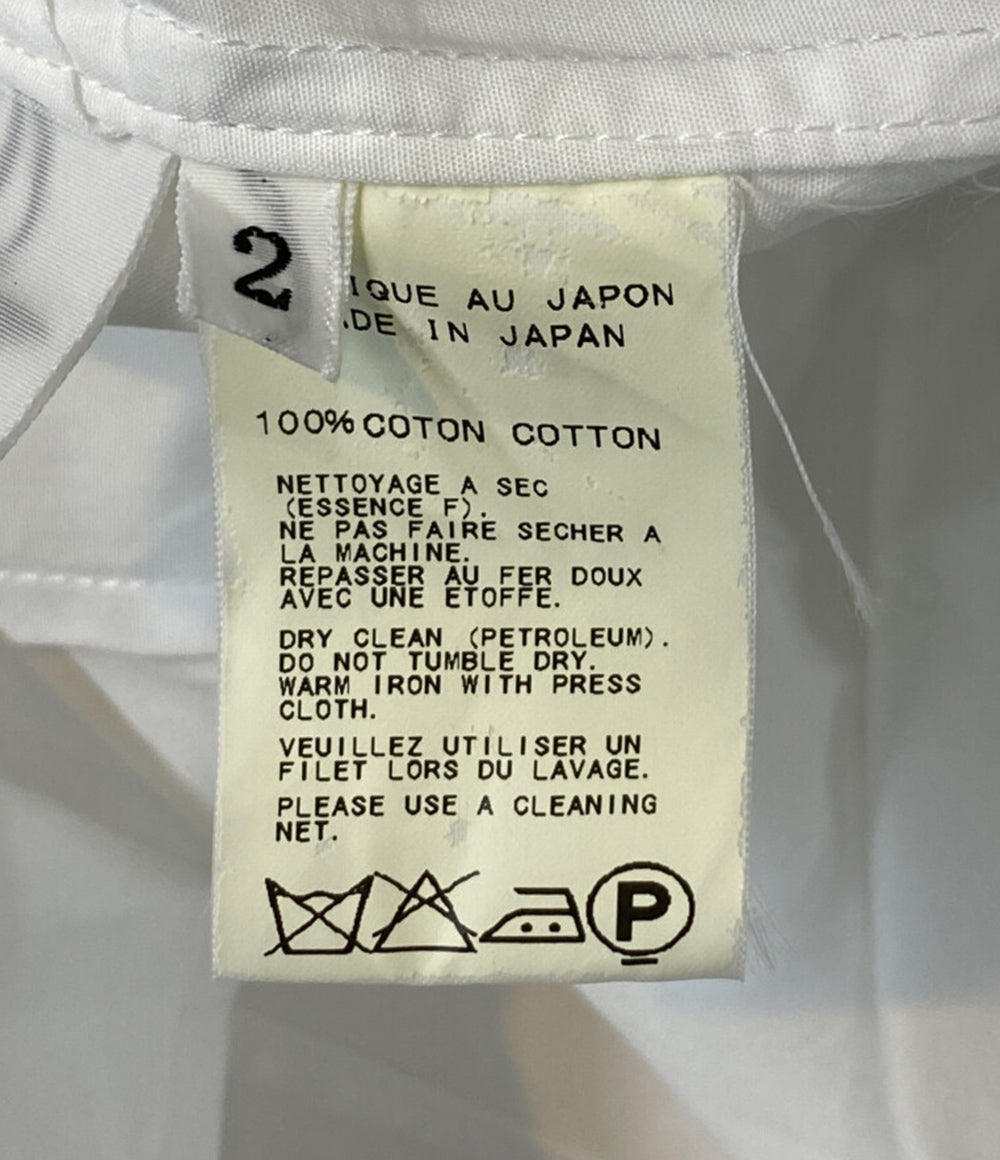 2
IQUE AU JAPON
DE IN JAPAN
100% COTON COTTON
NETTOYAGE A SEC
(ESSENCE F).
NE PAS FAIRE SECHER A
LA MACHINE.
REPASSER AU FER DOUX
AVEC UNE ETOFFE.
DRY CLEAN (PETROLEUM).
DO NOT TUMBLE DRY.
WARM IRON WITH PRESS
CLOTH.
VEUILLEZ UTILISER UN
FILET LORS DU LAVAGE.
PLEASE USE A CLEANING
NET.
P